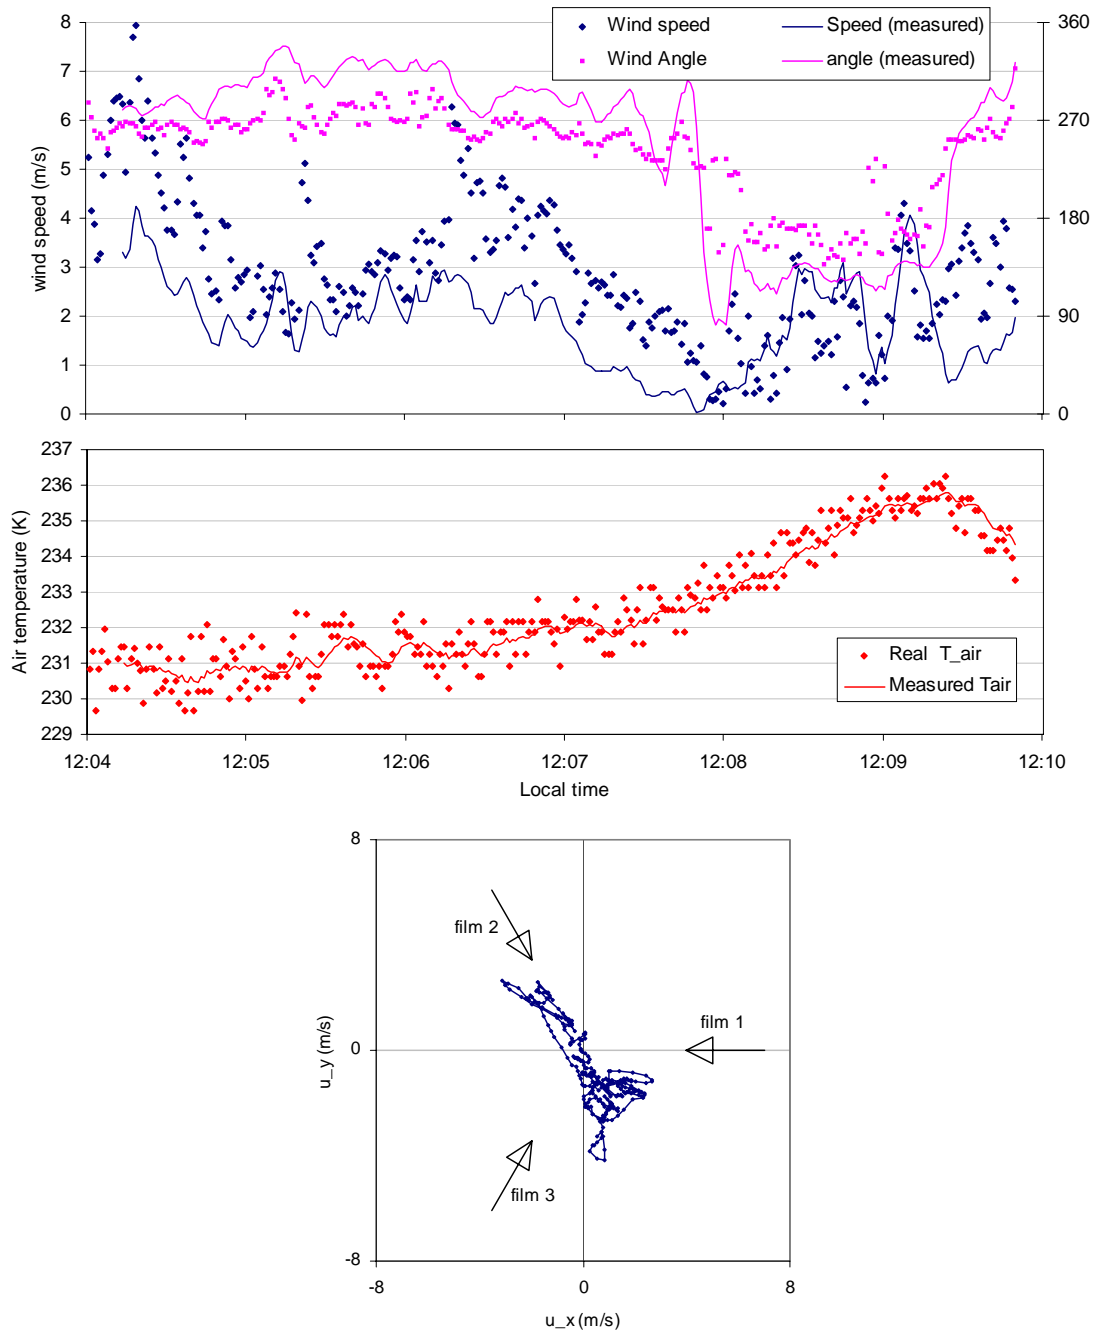 8
7
6
5
4
3
2
1
0
wind speed (m/s)
Wind speed
Speed (measured)
Wind Angle
angle (measured)
360
270
180
90
0
237
236
235
234
233
232
231
230
229
Air temperature (K)
Real T_air
Measured Tair
12:04
12:05
12:06
12:07
12:08
12:09
12:10
Local time
8
0
-8
u_y (m/s)
film 2
film 1
film 3
-8
0
8
u_x (m/s)